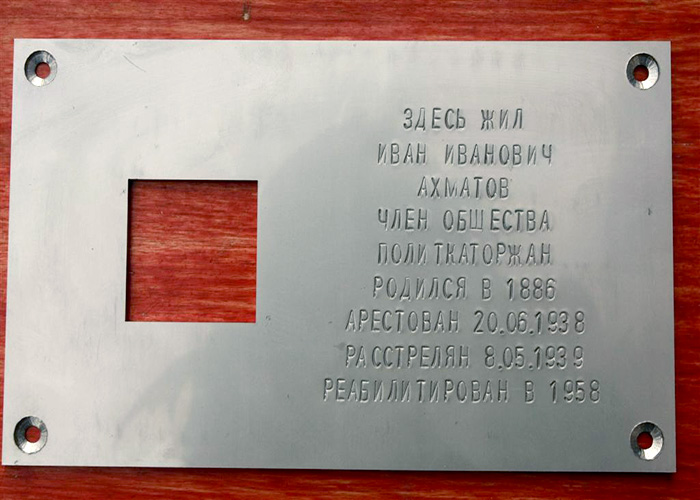 ЗДЕСЬ ЖИЛ
ИВАН ИВАНОВИЧ
АХМАТОВ
ЧЛЕН ОБЩЕСТВА
ПОЛИТКАТОРЖАН
РОДИЛСЯ В 1886
АРЕСТОВАН 20.06.1938
РАССТРЕЛЯН 8.05.1939
РЕАБИЛИТИРОВАН В 1958